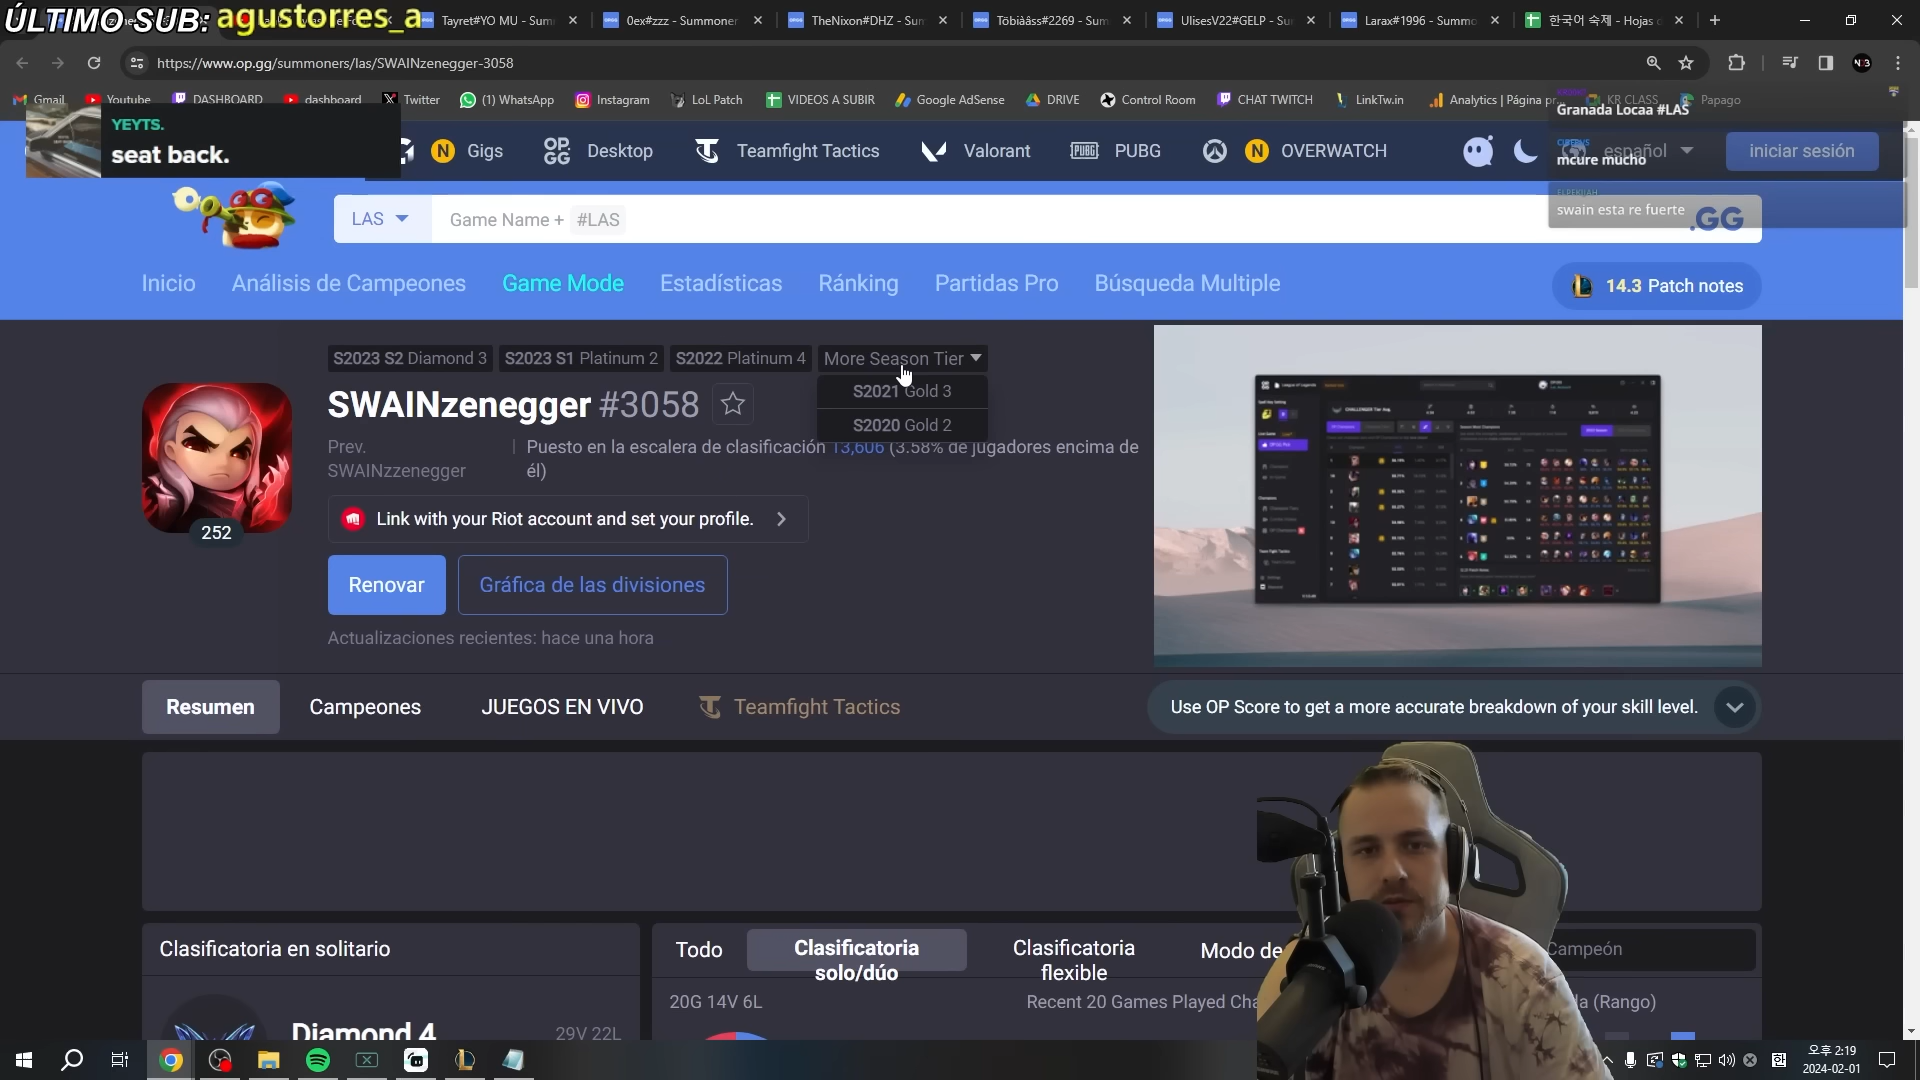 ÚLTIMO SUB: agustorres_a
Tayret#YO MU - Sum
0ex#zzz - Summoner
TheNixon#DHZ - Sum
Tòbiàâss#2269 - Sum
UlisesV22#GELP - Su
Larax#1996 - Summo
한국어 숙제 - Hojas d
https://www.op.gg/summoners/las/SWAINzenegger-3058
Gmail
Youtube
DASHBOARD
dashboard
Twitter
(1) WhatsApp
Instagram
LoL Patch
VIDEOS A SUBIR
Google AdSense
DRIVE
Control Room
CHAT TWITCH
LinkTw.in
Analytics | Página pr...
KR CLASS
Papago
Granada Locaa #LAS
YEYTS.
seat back.
Gigs
OP.GG
Desktop
Teamfight Tactics
Valorant
PUBG
OVERWATCH
español
iniciar sesión
mcure mucho
LAS
Game Name + #LAS
swain esta re fuerte
.GG
Inicio
Análisis de Campeones
Game Mode
Estadísticas
Ránking
Partidas Pro
Búsqueda Multiple
14.3 Patch notes
S2023 S2 Diamond 3
S2023 S1 Platinum 2
S2022 Platinum 4
More Season Tier
S2021 Gold 3
S2020 Gold 2
SWAINzenegger #3058
Prev.
SWAINzzenegger
Puesto en la escalera de clasificación 13,606 (3.58% de jugadores encima de
él)
252
Link with your Riot account and set your profile.
Renovar
Gráfica de las divisiones
Actualizaciones recientes: hace una hora
Resumen
Campeones
JUEGOS EN VIVO
Teamfight Tactics
Use OP Score to get a more accurate breakdown of your skill level.
Clasificatoria en solitario
Todo
Clasificatoria
solo/dúo
Clasificatoria
flexible
Modo de
Campeón
20G 14V 6L
Recent 20 Games Played Cha
da (Rango)
Diamond 4
29V 22L
오후 2:19
2024-02-01